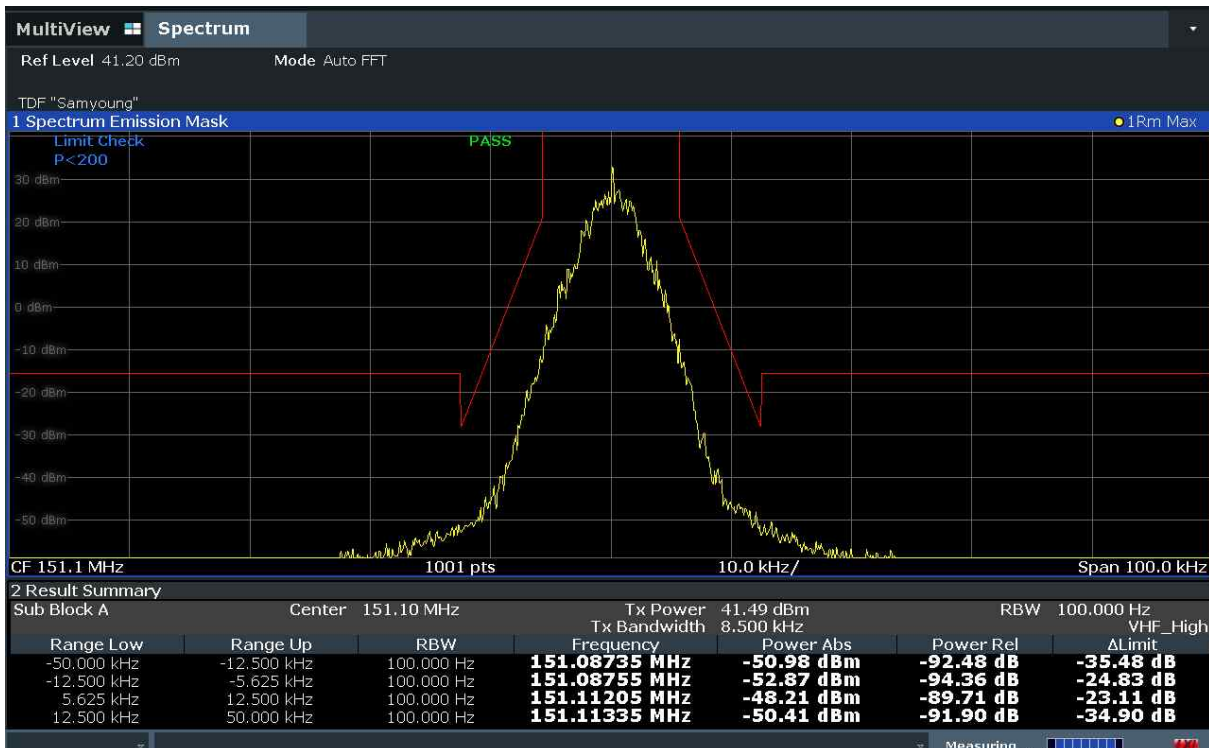 MultiView Spectrum
Ref Level 41.20 dBm Mode Auto FFT
TDF "Samyoung"
1 Spectrum Emission Mask 1Rm Max
Limit Check PASS
P<200
30 dBm
20 dBm
10 dBm
0 dBm
-10 dBm
-20 dBm
-30 dBm
-40 dBm
-50 dBm
CF 151.1 MHz 1001 pts 10.0 kHz/ Span 100.0 kHz
2 Result Summary
Sub Block A Center 151.10 MHz Tx Power 41.49 dBm RBW 100.000 Hz
Tx Bandwidth 8.500 kHz VHF_High
Range Low Range Up RBW Frequency Power Abs Power Rel ΔLimit
-50.000 kHz -12.500 kHz 100.000 Hz 151.08735 MHz -50.98 dBm -92.48 dB -35.48 dB
-12.500 kHz -5.625 kHz 100.000 Hz 151.08755 MHz -52.87 dBm -94.36 dB -24.83 dB
5.625 kHz 12.500 kHz 100.000 Hz 151.11205 MHz -48.21 dBm -89.71 dB -23.11 dB
12.500 kHz 50.000 kHz 100.000 Hz 151.11335 MHz -50.41 dBm -91.90 dB -34.90 dB
Measuring